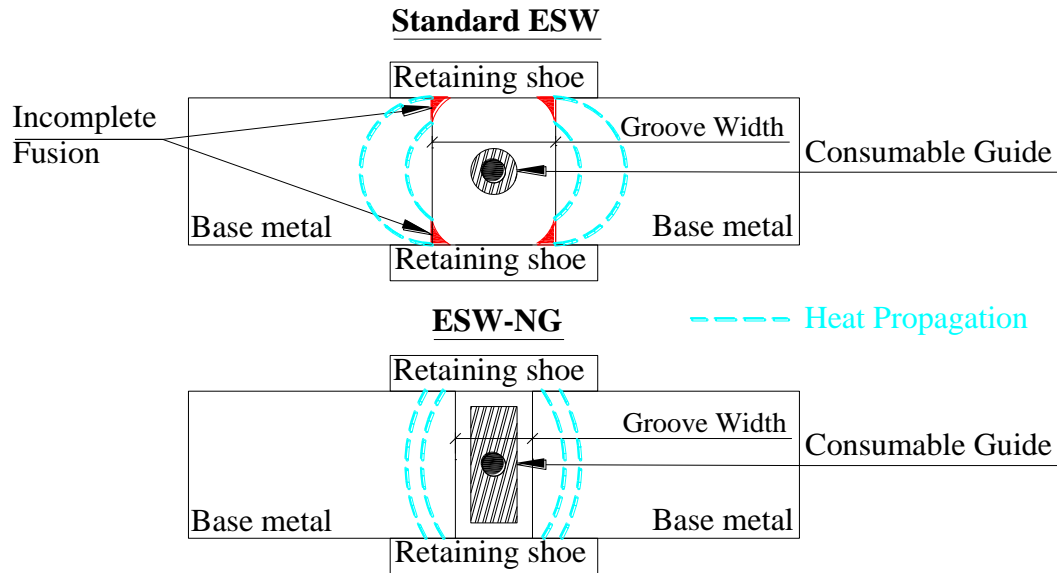 Standard ESW
Retaining shoe
Incomplete
Fusion
Groove Width
Consumable Guide
Base metal
Base metal
Retaining shoe
ESW-NG
Heat Propagation
Retaining shoe
Groove Width
Consumable Guide
Base metal
Base metal
Retaining shoe